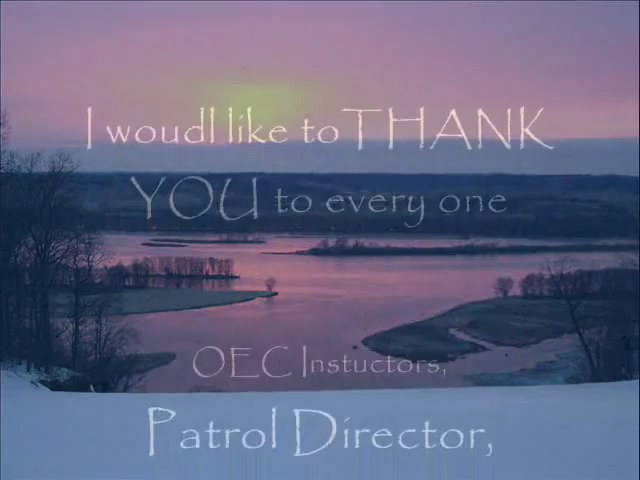 I woudl like to THANK
YOU to every one
OEC Instuctors,
Patrol Director,